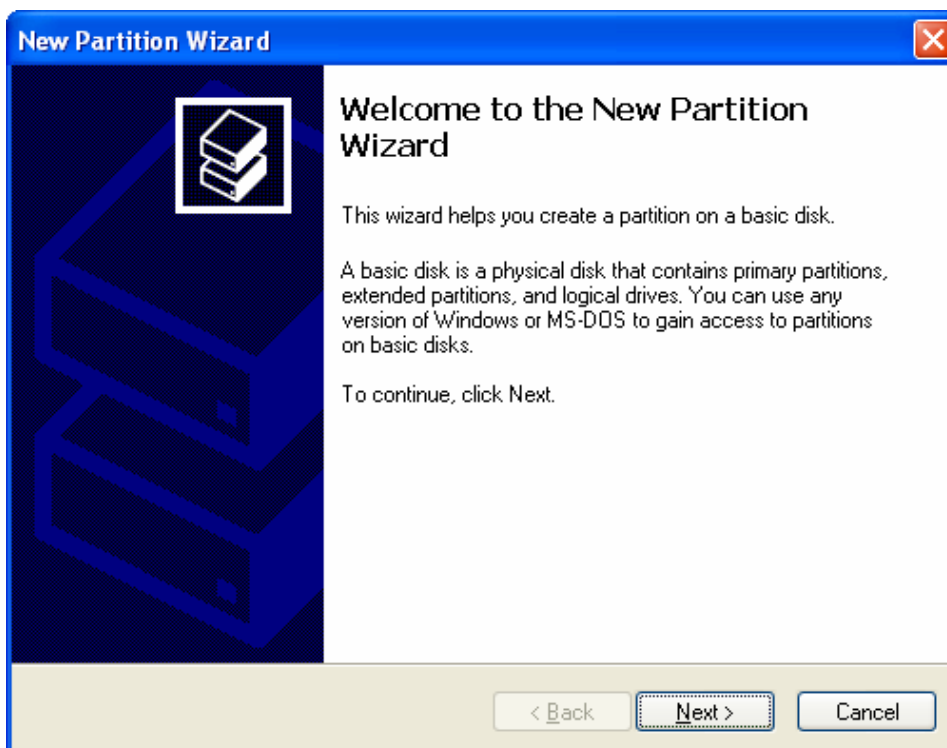 New Partition Wizard
Welcome to the New Partition
Wizard
This wizard helps you create a partition on a basic disk.
A basic disk is a physical disk that contains primary partitions,
extended partitions, and logical drives. You can use any
version of Windows or MS-DOS to gain access to partitions
on basic disks.
To continue, click Next.
< Back
Next >
Cancel